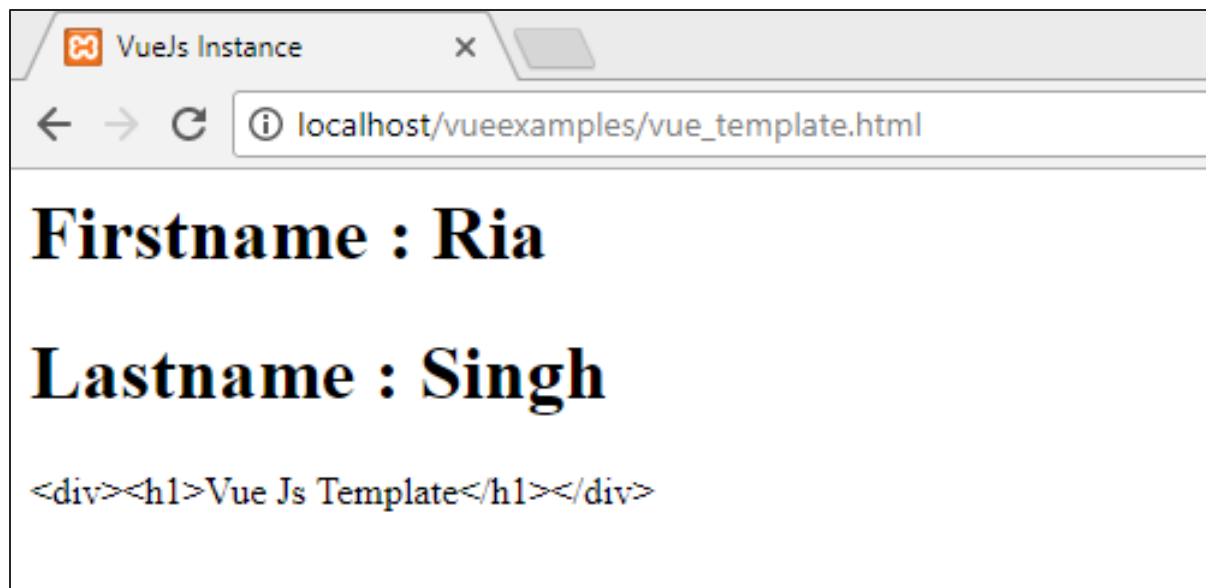 VueJs Instance
localhost/vueexamples/vue_template.html
Firstname : Ria
Lastname : Singh
<div><h1>Vue Js Template</h1></div>